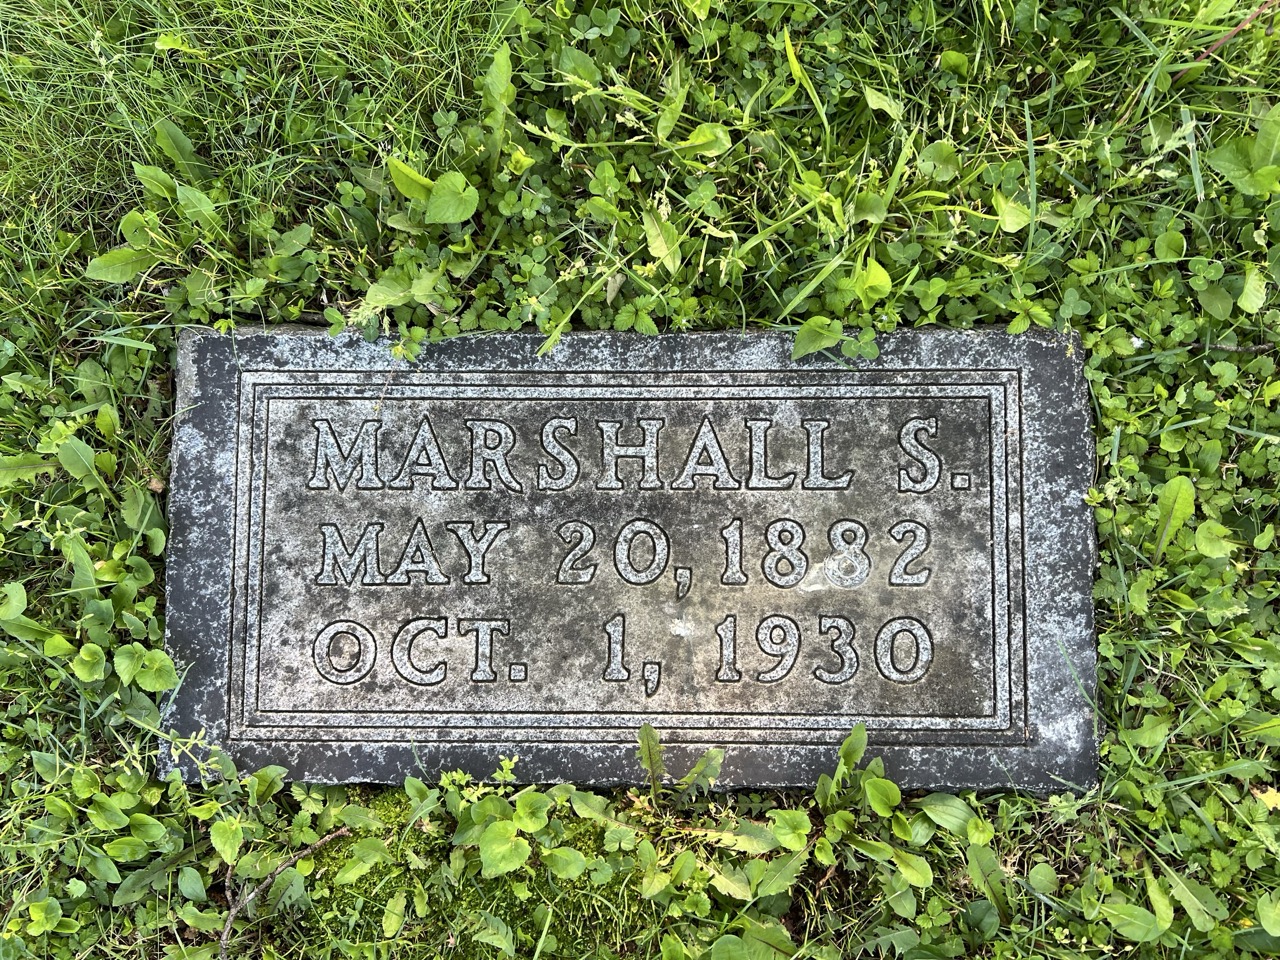 MARSHALL S.
MAY 20, 1882
OCT. 1, 1930